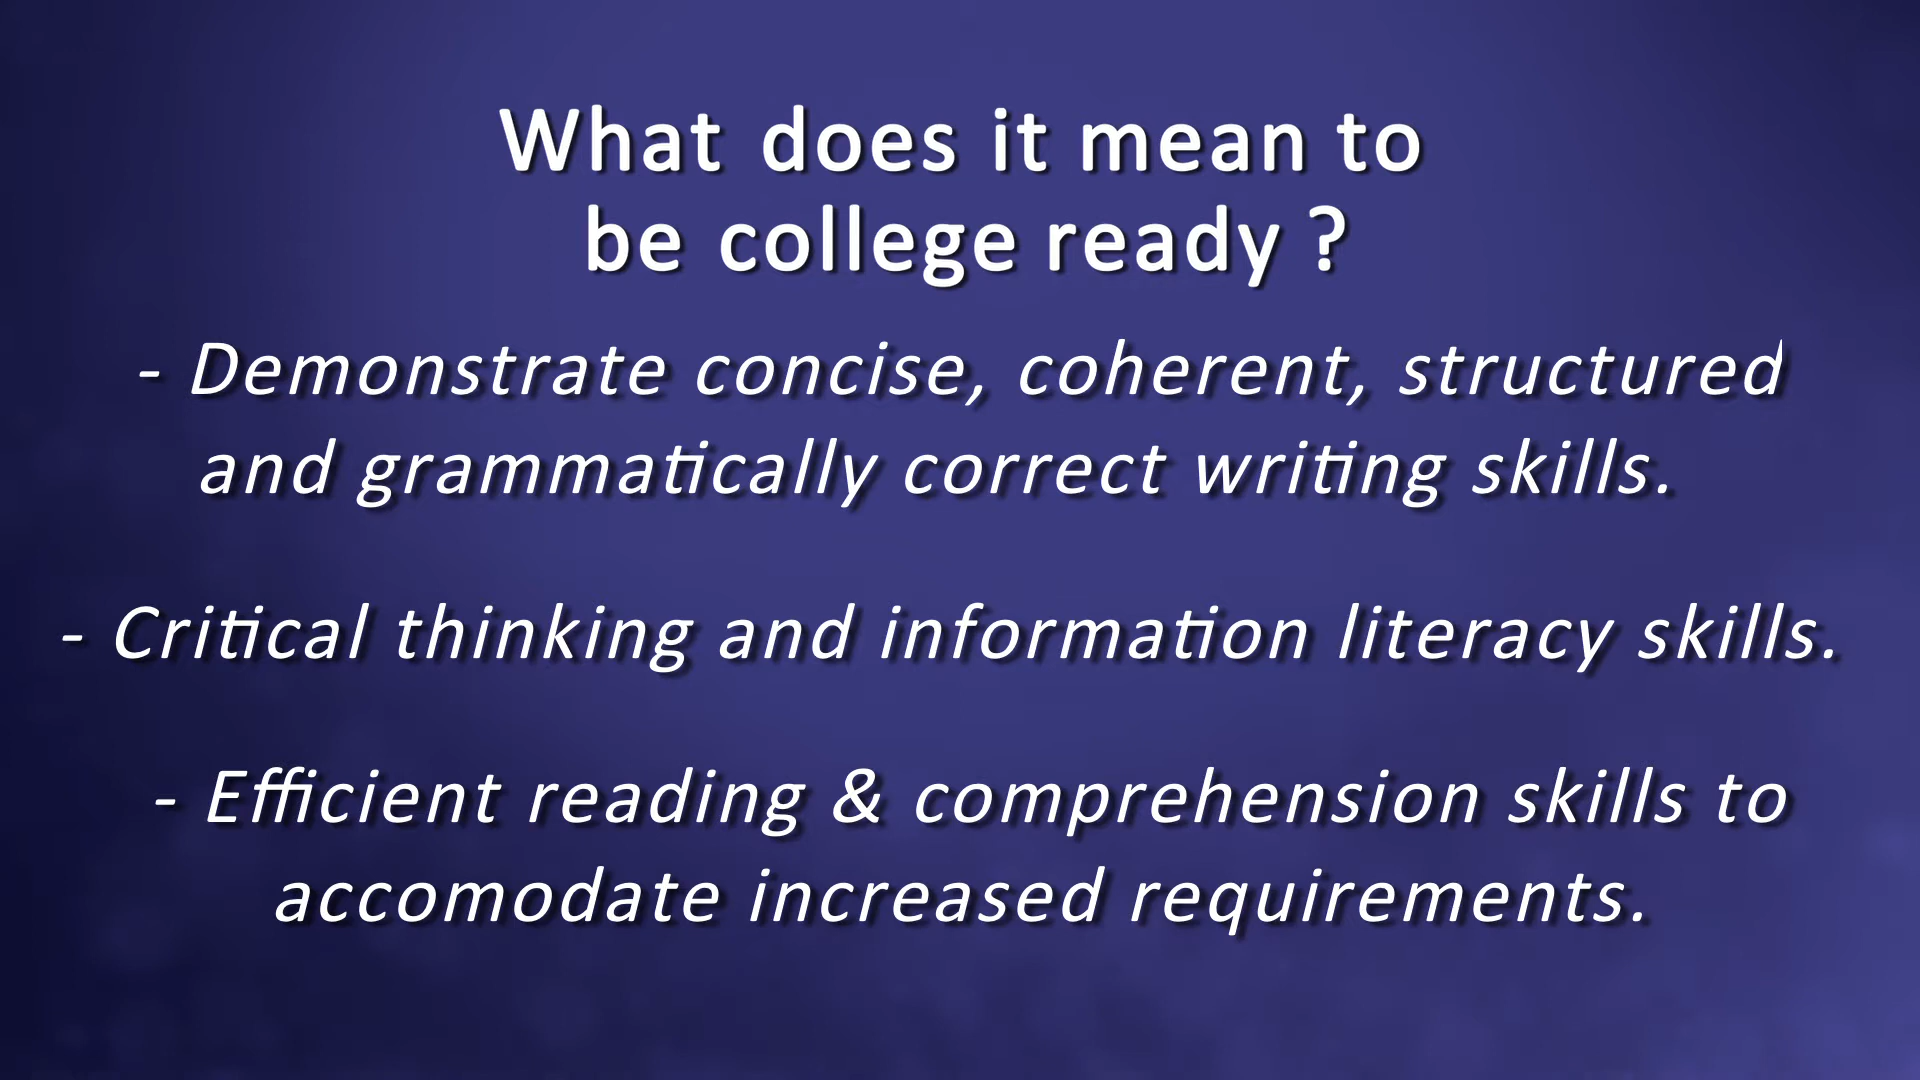 What does it mean to
be college ready ?
- Demonstrate concise, coherent, structured
and grammatically correct writing skills.
- Critical thinking and information literacy skills.
- Efficient reading & comprehension skills to
accomodate increased requirements.